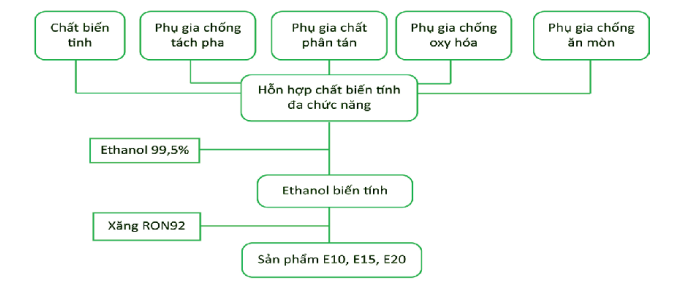 Chất biến
tính
Phụ gia chống
tách pha
Phụ gia chất
phân tán
Phụ gia chống
oxy hóa
Phụ gia chống
ăn mòn
Hỗn hợp chất biến tính
đa chức năng
Ethanol 99,5%
Ethanol biến tính
Xăng RON92
Sản phẩm E10, E15, E20